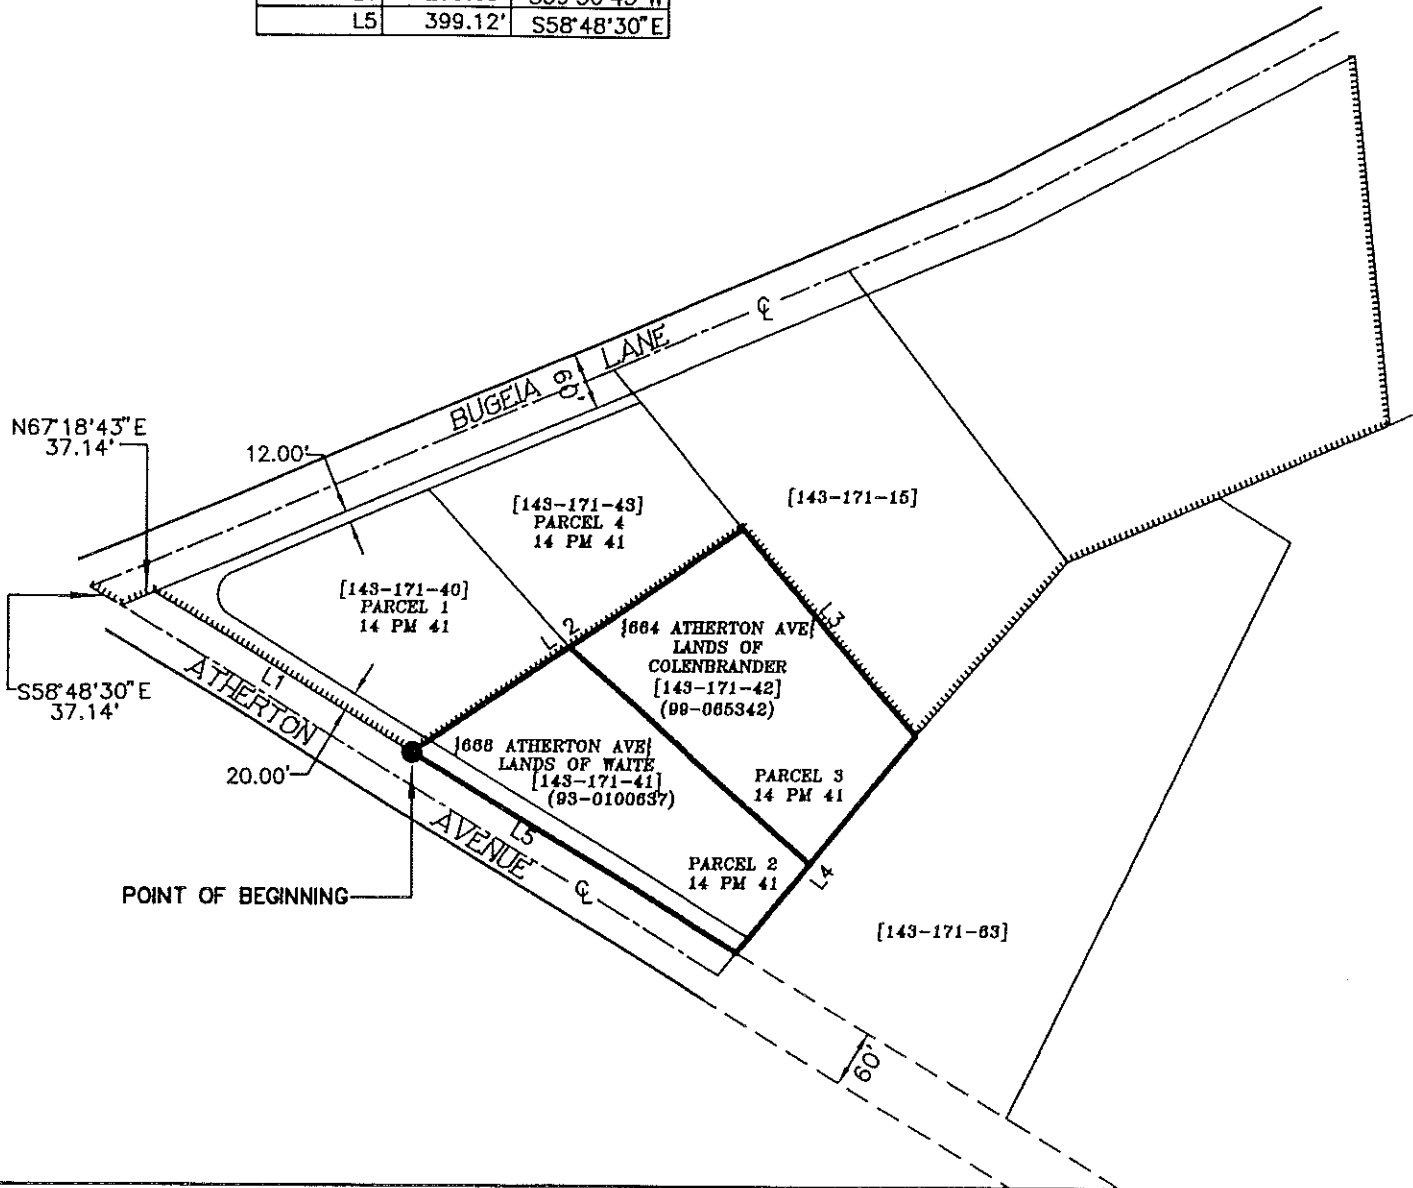 L5 399.12' S58°48'30"E
BUGEIA LANE
60'
℄
N67°18'43"E
37.14'
12.00'
[143-171-43]
PARCEL 4
14 PM 41
[143-171-15]
[143-171-40]
PARCEL 1
14 PM 41
L2
L3
{664 ATHERTON AVE}
LANDS OF
COLENBRANDER
[143-171-42]
(99-065342)
S58°48'30"E
37.14'
L1
ATHERTON AVENUE
℄
20.00'
{668 ATHERTON AVE}
LANDS OF WAITE
[143-171-41]
(93-0100637)
PARCEL 3
14 PM 41
L5
PARCEL 2
14 PM 41
L4
POINT OF BEGINNING
[143-171-63]
60'